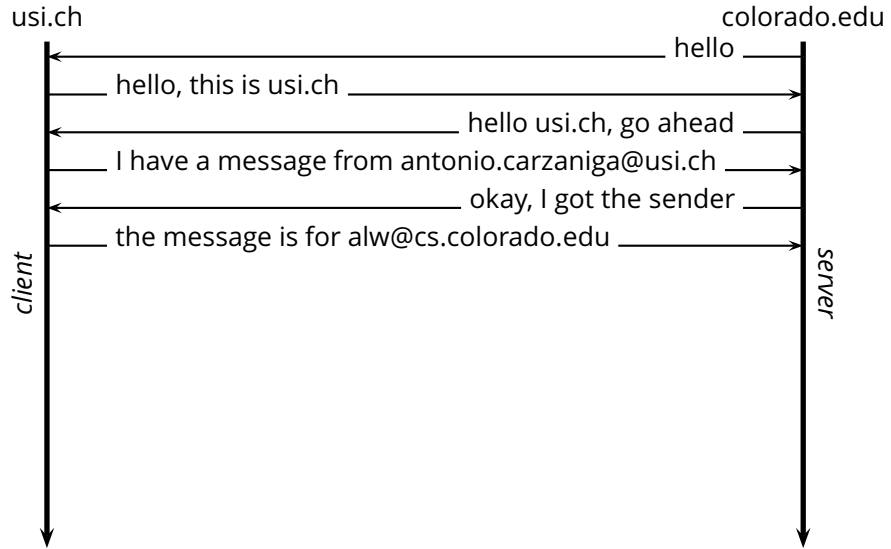 usi.ch
colorado.edu
hello
hello, this is usi.ch
hello usi.ch, go ahead
I have a message from antonio.carzaniga@usi.ch
okay, I got the sender
the message is for alw@cs.colorado.edu
client
server